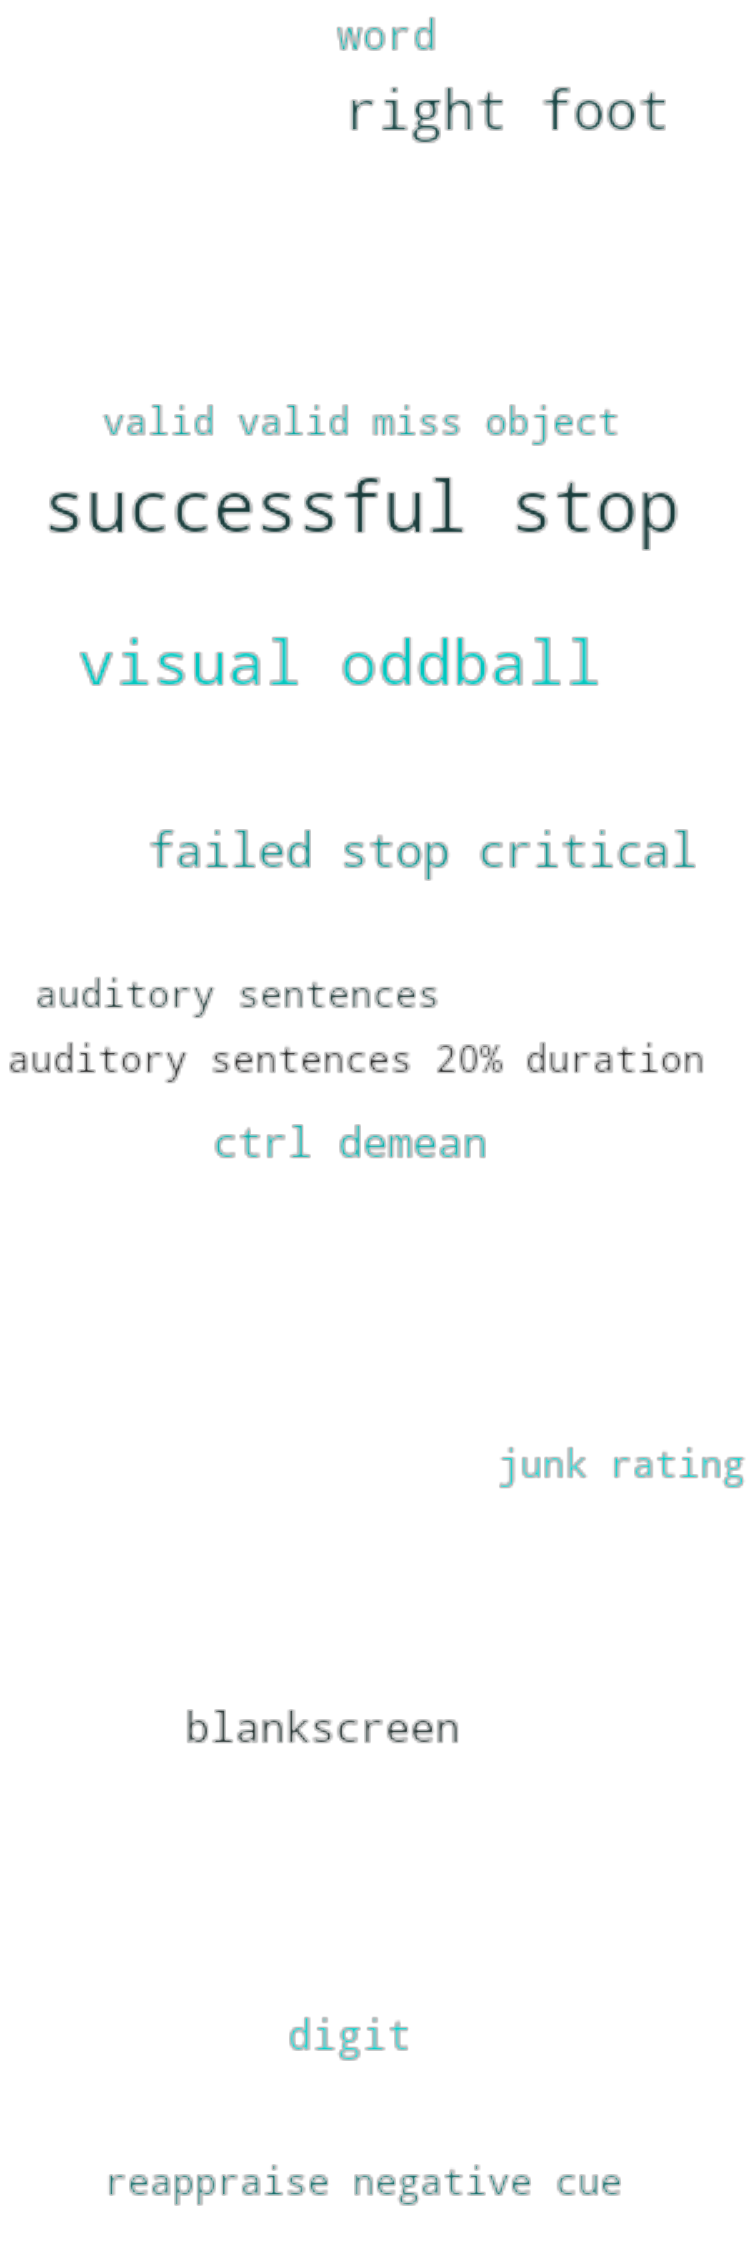 word
right foot
valid valid miss object
successful stop
visual oddball
failed stop critical
auditory sentences
auditory sentences 20% duration
ctrl demean
junk rating
blankscreen
digit
reappraise negative cue